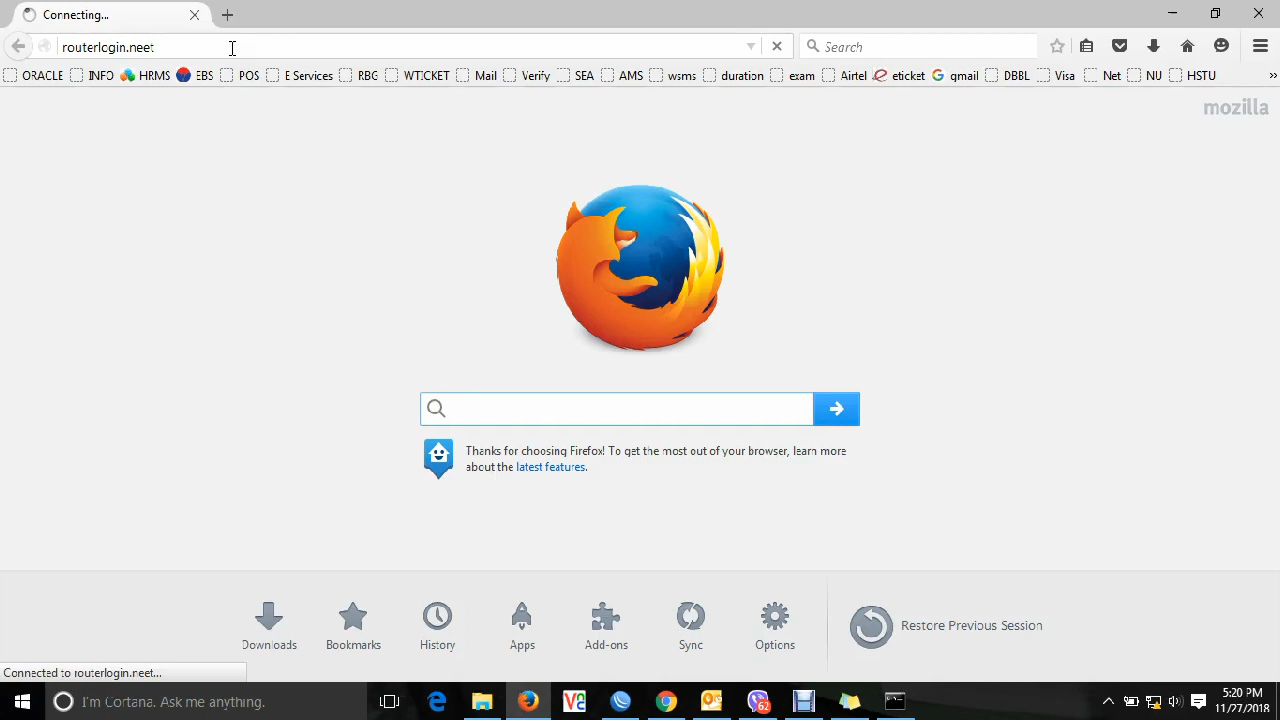 Connecting...
routerlogin.neet
Search
ORACLE INFO HRMS EBS POS E Services RBG WTICKET Mail Verify SEA AMS wsms duration exam Airtel eticket gmail DBBL Visa Net NU HSTU »
mozilla
Thanks for choosing Firefox! To get the most out of your browser, learn more
about the latest features.
Downloads Bookmarks History Apps Add-ons Sync Options
Restore Previous Session
Connected to routerlogin.neet...
I'm Cortana. Ask me anything.
62
5:20 PM
11/27/2018